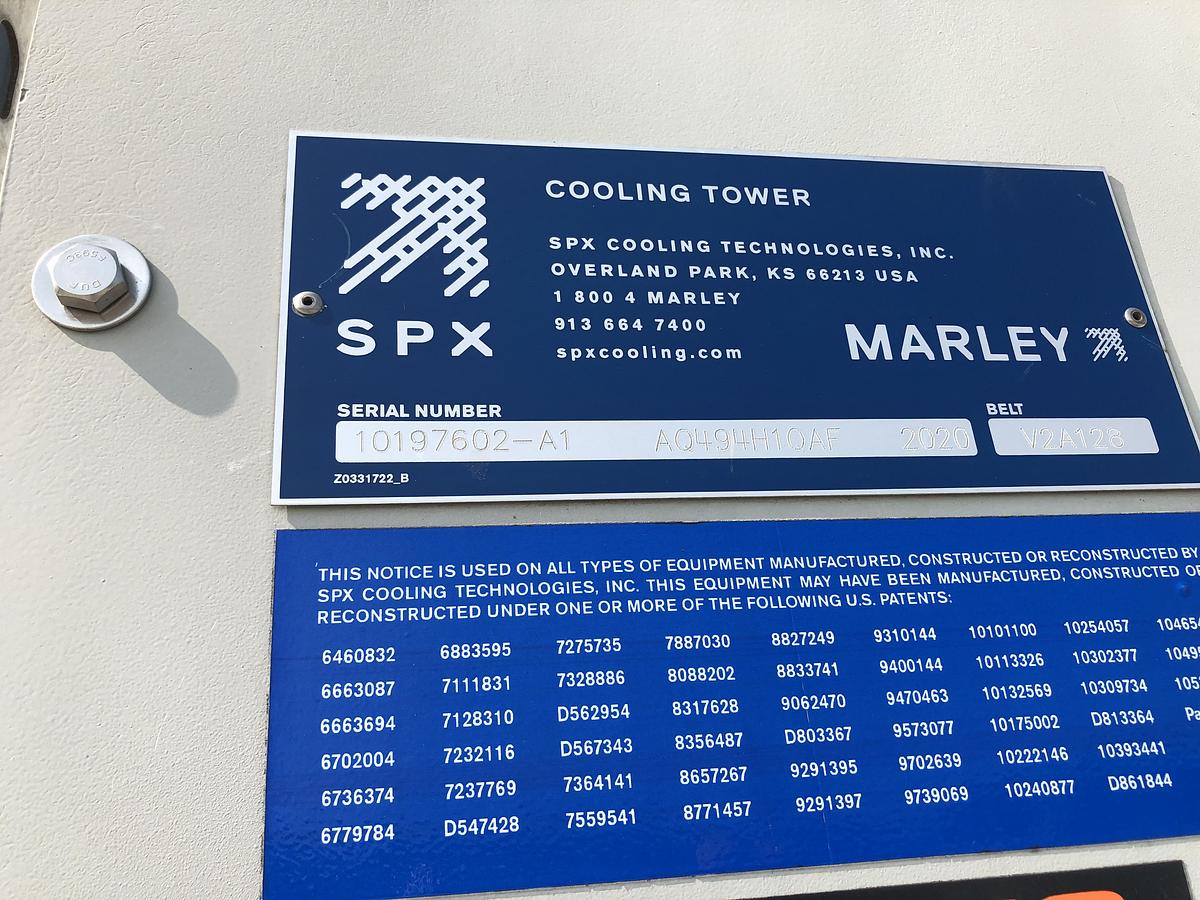 COOLING TOWER
SPX COOLING TECHNOLOGIES, INC.
OVERLAND PARK, KS 66213 USA
1 800 4 MARLEY
913 664 7400
spxcooling.com
SPX
MARLEY
SERIAL NUMBER
BELT
10197602-A1 AQ494H1QAF 2020
V2A128
Z0331722_B
F593C
THIS NOTICE IS USED ON ALL TYPES OF EQUIPMENT MANUFACTURED, CONSTRUCTED OR RECONSTRUCTED BY
SPX COOLING TECHNOLOGIES, INC. THIS EQUIPMENT MAY HAVE BEEN MANUFACTURED, CONSTRUCTED OR
RECONSTRUCTED UNDER ONE OR MORE OF THE FOLLOWING U.S. PATENTS:
6460832 6883595 7275735 7887030 8827249 9310144 10101100 10254057
6663087 7111831 7328886 8088202 8833741 9400144 10113326 10302377
6663694 7128310 D562954 8317628 9062470 9470463 10132569 10309734
6702004 7232116 D567343 8356487 D803367 9573077 10175002 D813364
6736374 7237769 7364141 8657267 9291395 9702639 10222146 10393441
6779784 D547428 7559541 8771457 9291397 9739069 10240877 D861844